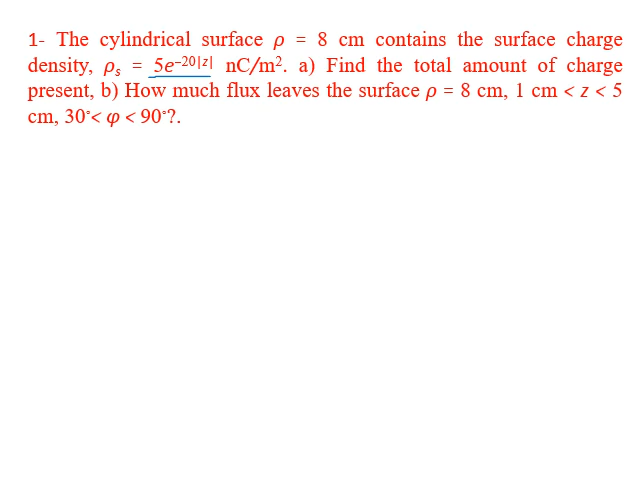 1- The cylindrical surface ρ = 8 cm contains the surface charge
density, ρₛ = 5e⁻²⁰|ᶻ| nC/m². a) Find the total amount of charge
present, b) How much flux leaves the surface ρ = 8 cm, 1 cm < z < 5
cm, 30°< φ < 90°?.